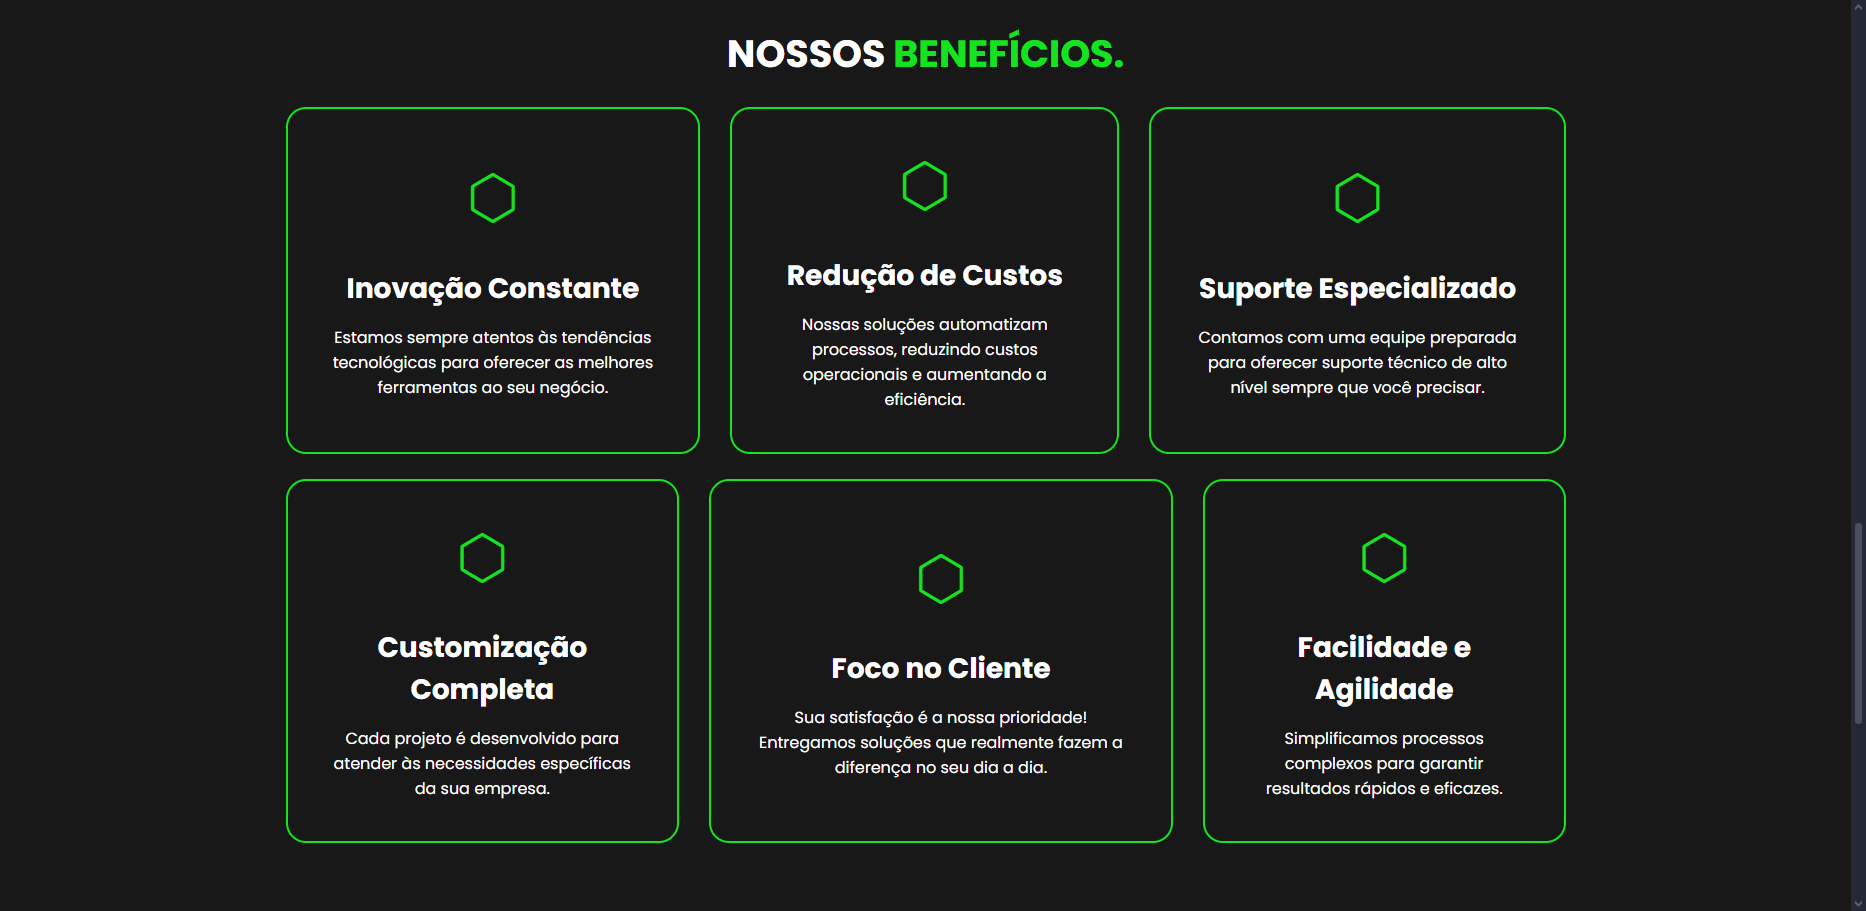 NOSSOS BENEFÍCIOS.
Inovação Constante
Estamos sempre atentos às tendências
tecnológicas para oferecer as melhores
ferramentas ao seu negócio.
Redução de Custos
Nossas soluções automatizam
processos, reduzindo custos
operacionais e aumentando a
eficiência.
Suporte Especializado
Contamos com uma equipe preparada
para oferecer suporte técnico de alto
nível sempre que você precisar.
Customização
Completa
Cada projeto é desenvolvido para
atender às necessidades específicas
da sua empresa.
Foco no Cliente
Sua satisfação é a nossa prioridade!
Entregamos soluções que realmente fazem a
diferença no seu dia a dia.
Facilidade e
Agilidade
Simplificamos processos
complexos para garantir
resultados rápidos e eficazes.